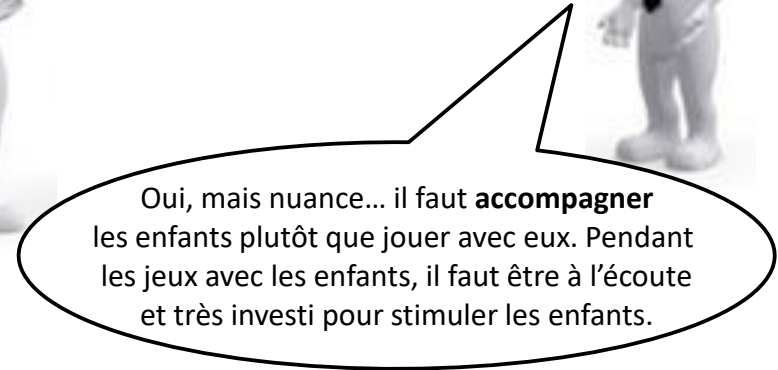 Oui, mais nuance… il faut accompagner
les enfants plutôt que jouer avec eux. Pendant
les jeux avec les enfants, il faut être à l’écoute
et très investi pour stimuler les enfants.